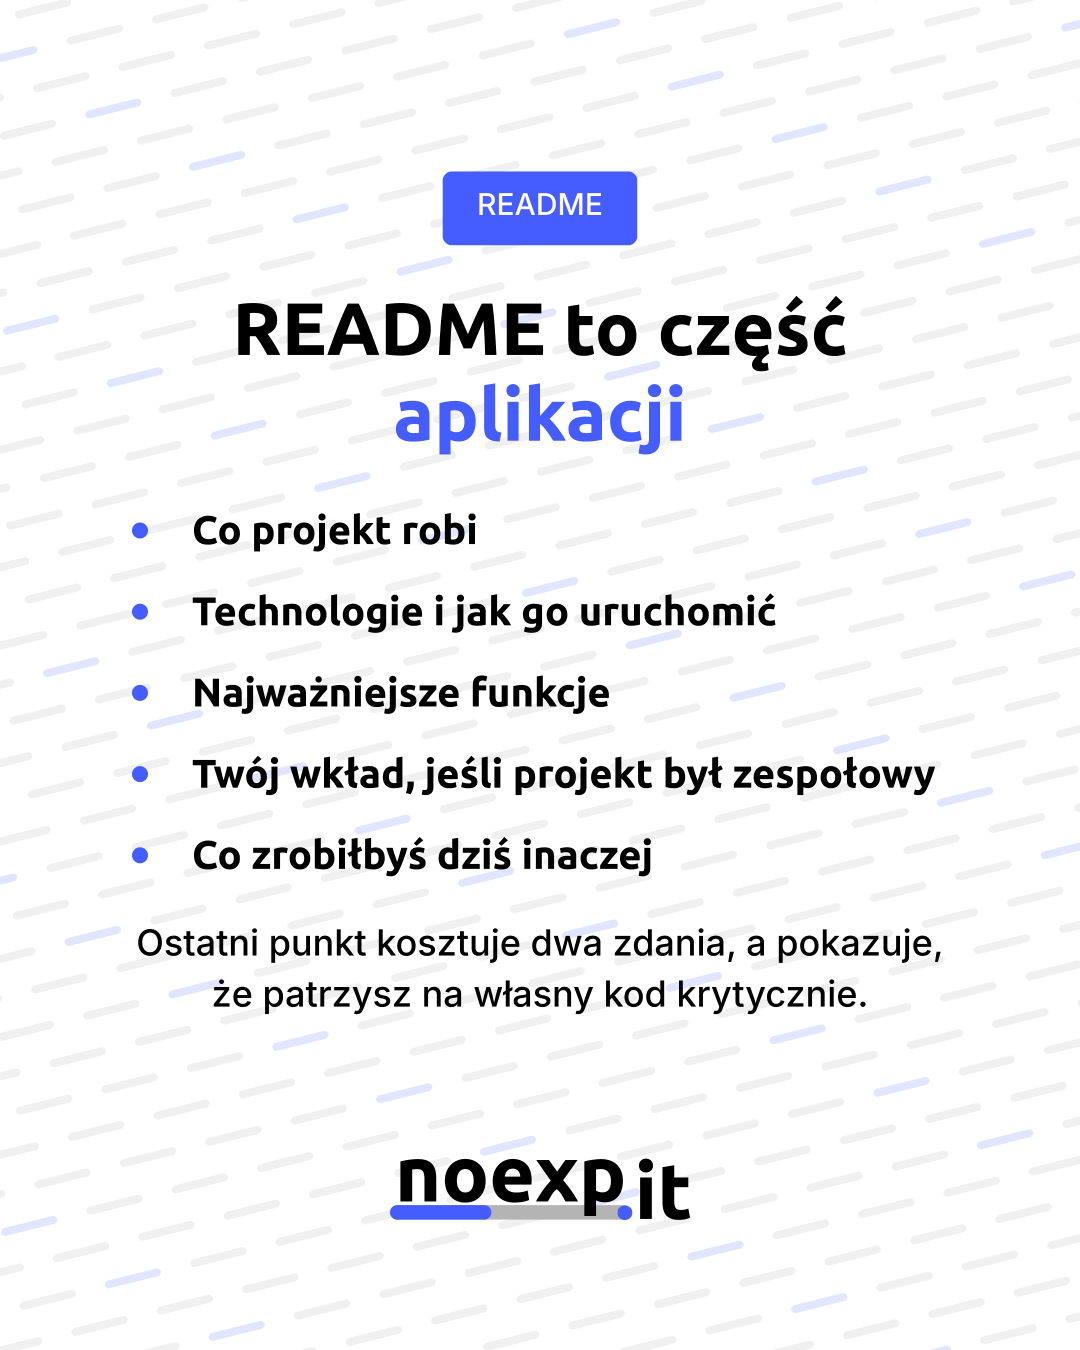 README
README to część
aplikacji
Co projekt robi
Technologie i jak go uruchomić
Najważniejsze funkcje
Twój wkład, jeśli projekt był zespołowy
Co zrobiłbyś dziś inaczej
Ostatni punkt kosztuje dwa zdania, a pokazuje,
że patrzysz na własny kod krytycznie.
noexp.it